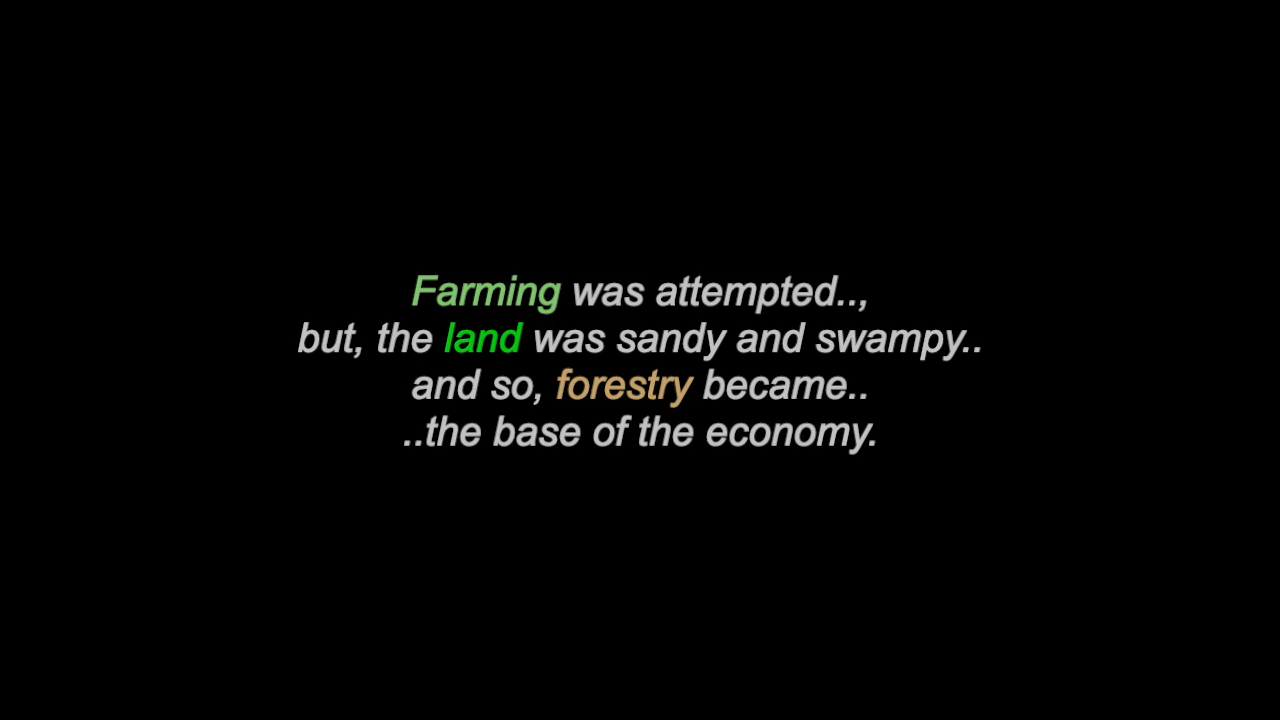 Farming was attempted..,
but, the land was sandy and swampy..
and so, forestry became..
..the base of the economy.